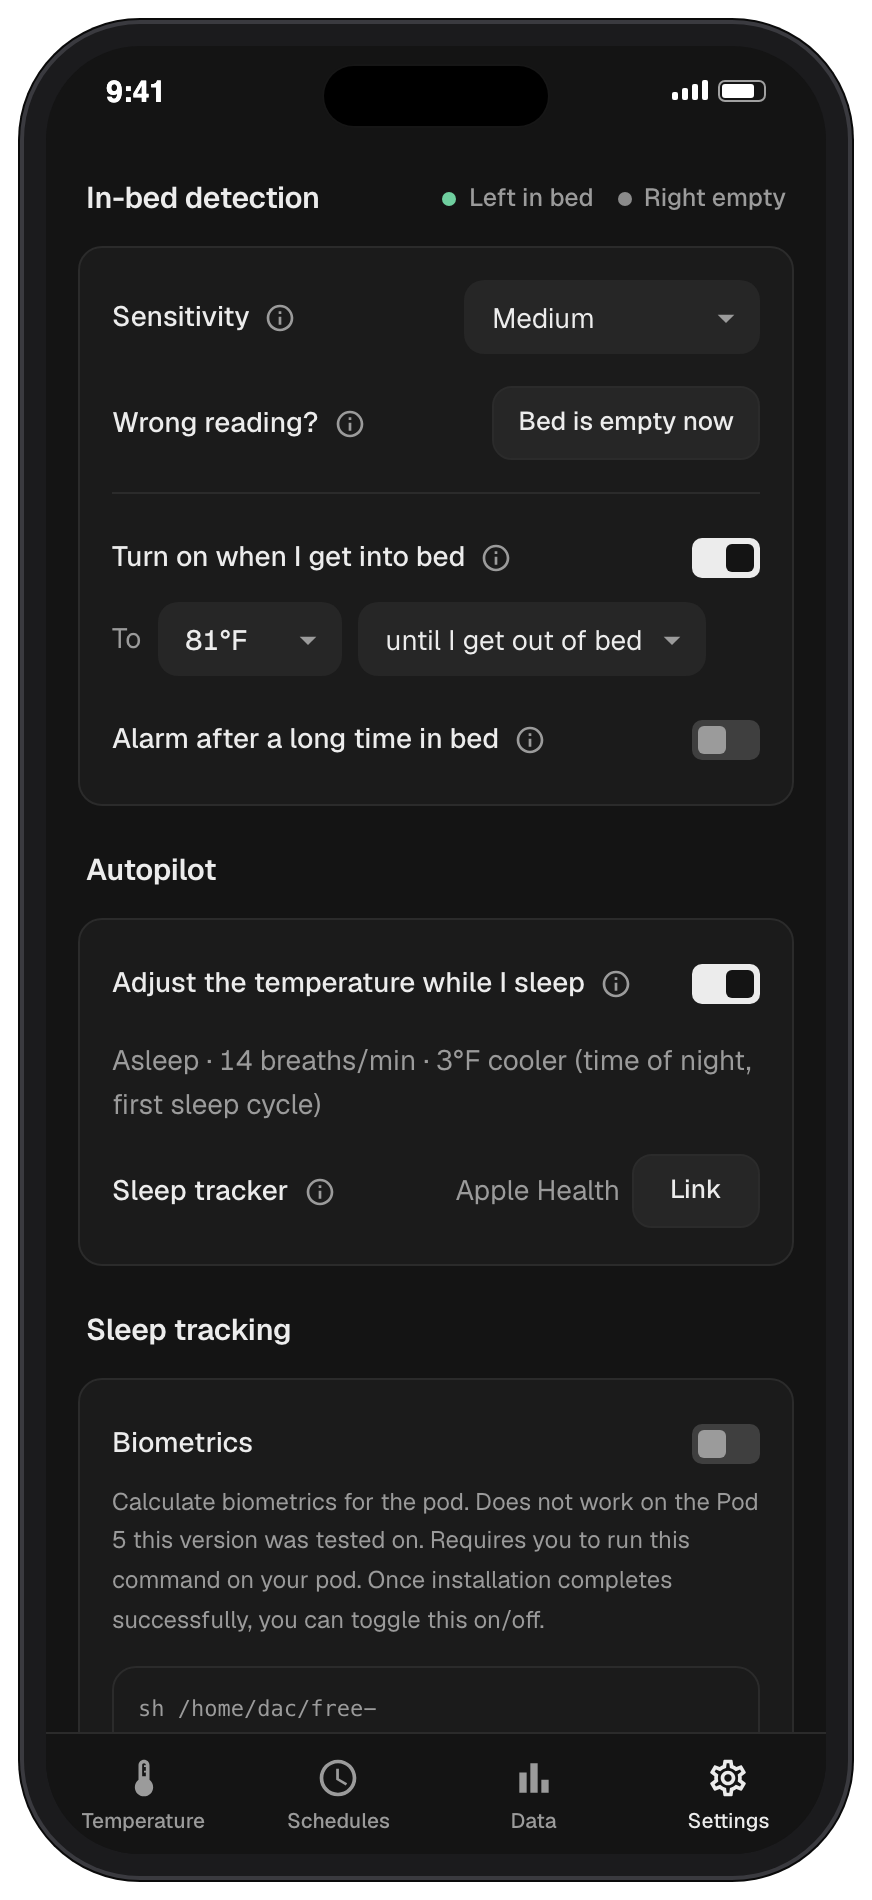 9:41
In-bed detection
Left in bed
Right empty
Sensitivity
Medium
Wrong reading?
Bed is empty now
Turn on when I get into bed
To
81°F
until I get out of bed
Alarm after a long time in bed
Autopilot
Adjust the temperature while I sleep
Asleep · 14 breaths/min · 3°F cooler (time of night,
first sleep cycle)
Sleep tracker
Apple Health
Link
Sleep tracking
Biometrics
Calculate biometrics for the pod. Does not work on the Pod
5 this version was tested on. Requires you to run this
command on your pod. Once installation completes
successfully, you can toggle this on/off.
sh /home/dac/free-
Temperature
Schedules
Data
Settings